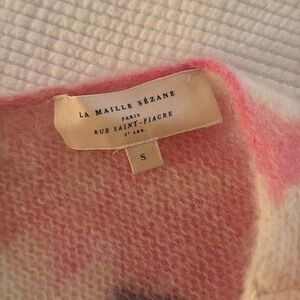 LA MAILLE SÉZANE
PARIS
RUE SAINT-FIACRE
2E ARR.
S